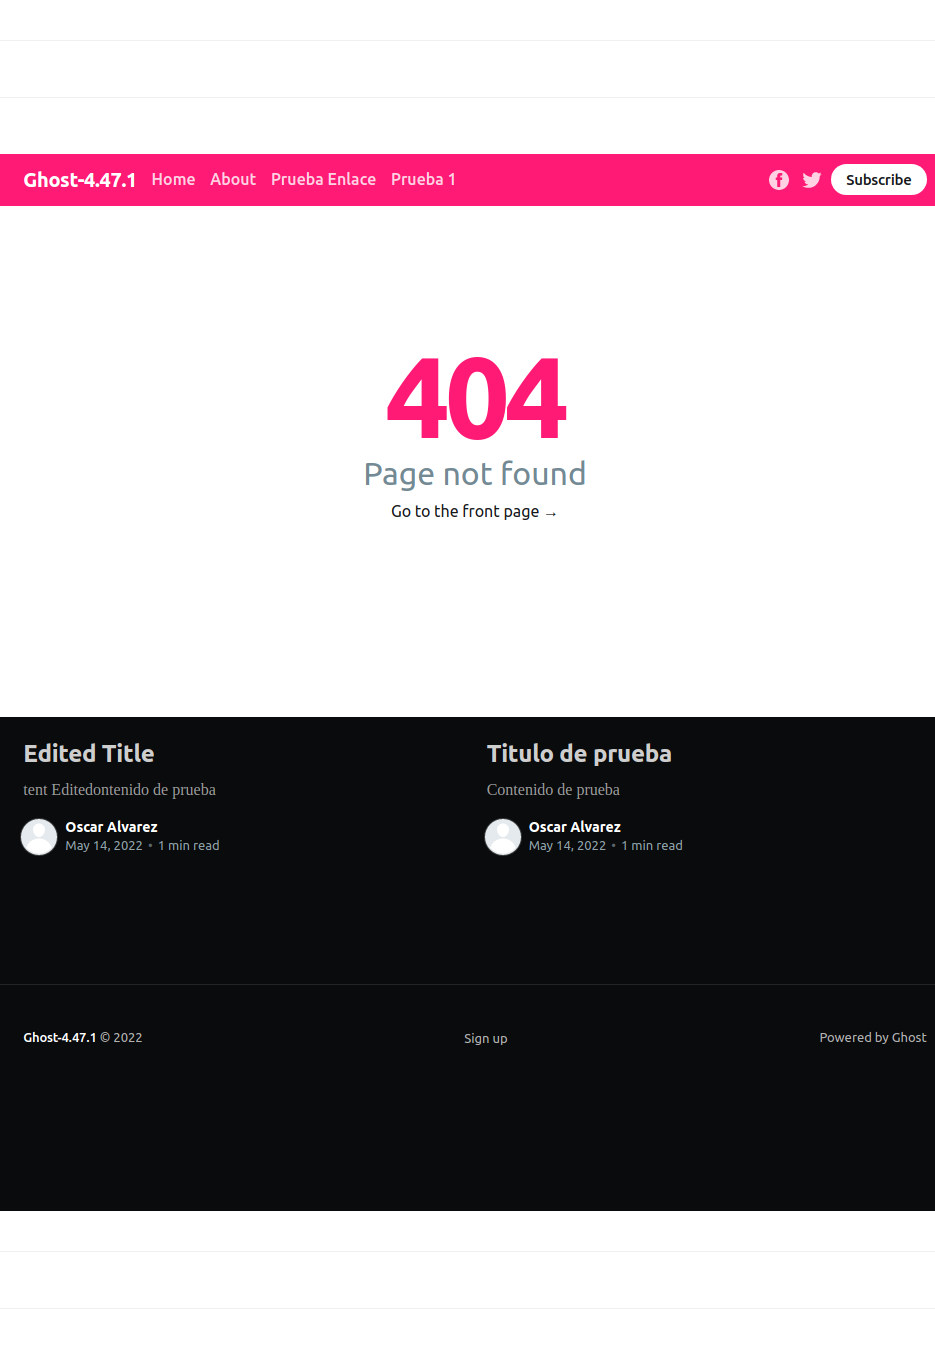 Ghost-4.47.1 Home About Prueba Enlace Prueba 1 Subscribe
404
Page not found
Go to the front page →
Edited Title
tent Editedontenido de prueba
Oscar Alvarez
May 14, 2022 • 1 min read
Titulo de prueba
Contenido de prueba
Oscar Alvarez
May 14, 2022 • 1 min read
Ghost-4.47.1 © 2022
Sign up
Powered by Ghost